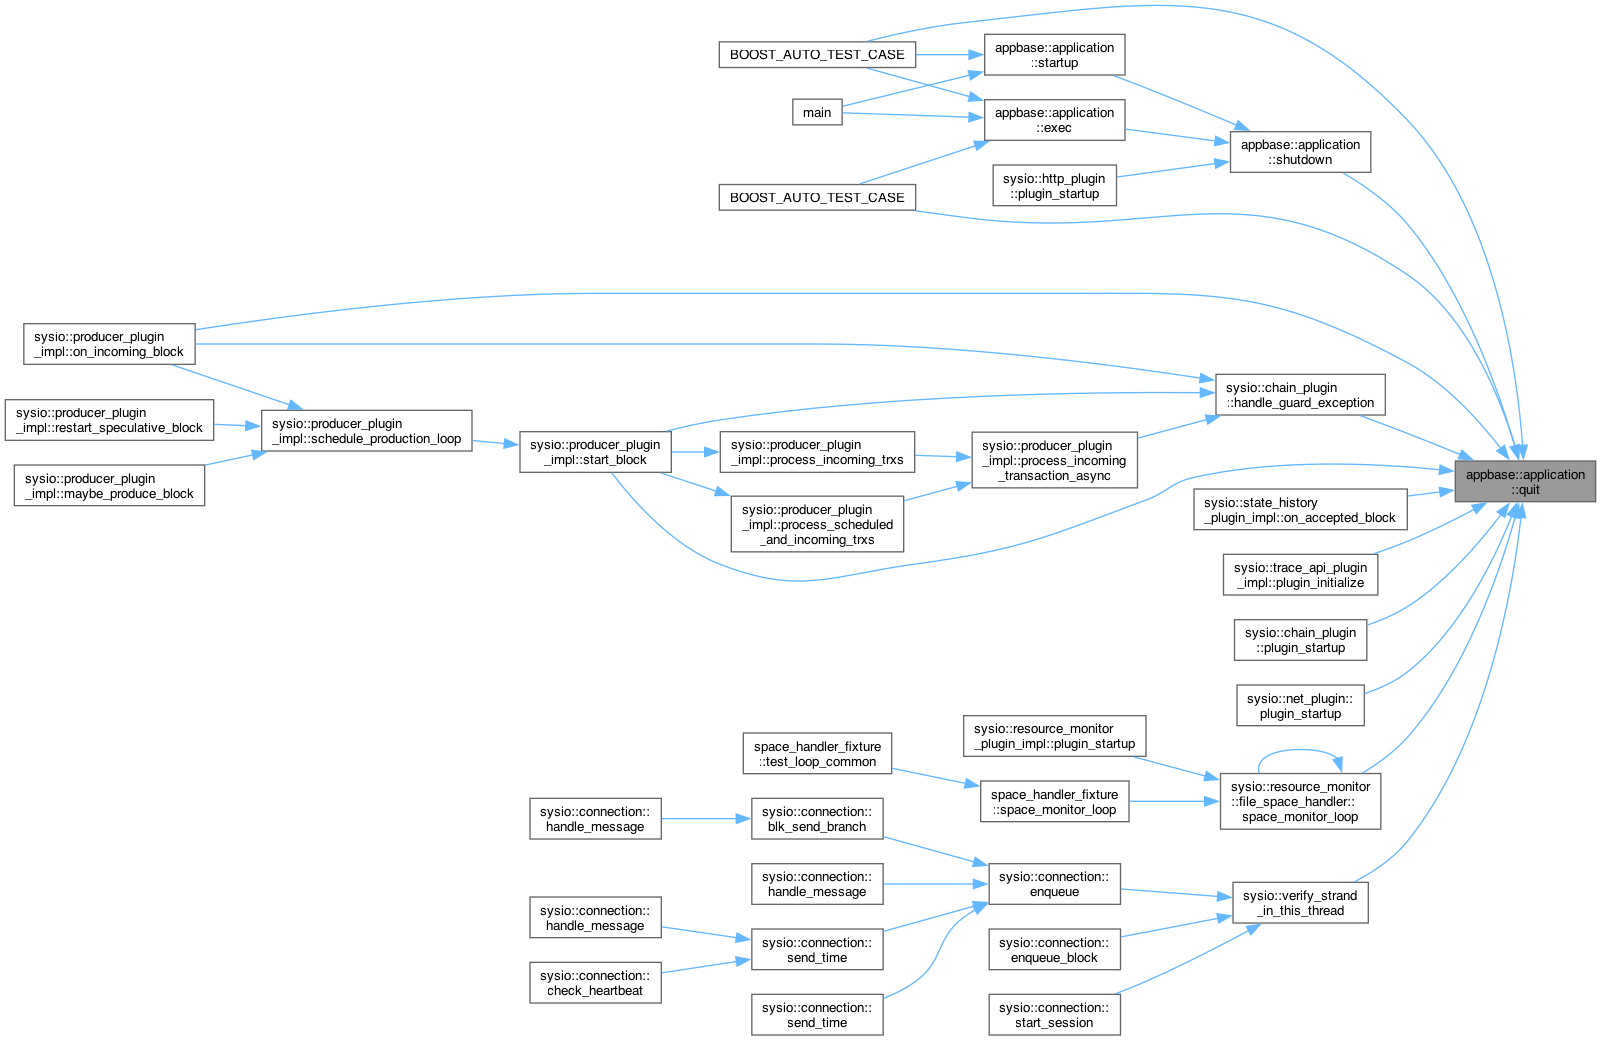 BOOST_AUTO_TEST_CASE
appbase::application
::startup
main
appbase::application
::exec
appbase::application
::shutdown
sysio::http_plugin
::plugin_startup
BOOST_AUTO_TEST_CASE
sysio::producer_plugin
_impl::on_incoming_block
sysio::chain_plugin
::handle_guard_exception
sysio::producer_plugin
_impl::restart_speculative_block
sysio::producer_plugin
_impl::schedule_production_loop
sysio::producer_plugin
_impl::start_block
sysio::producer_plugin
_impl::process_incoming_trxs
sysio::producer_plugin
_impl::process_incoming
_transaction_async
sysio::producer_plugin
_impl::maybe_produce_block
sysio::producer_plugin
_impl::process_scheduled
_and_incoming_trxs
appbase::application
::quit
sysio::state_history
_plugin_impl::on_accepted_block
sysio::trace_api_plugin
_impl::plugin_initialize
sysio::chain_plugin
::plugin_startup
sysio::net_plugin::
plugin_startup
sysio::resource_monitor
_plugin_impl::plugin_startup
space_handler_fixture
::test_loop_common
space_handler_fixture
::space_monitor_loop
sysio::resource_monitor
::file_space_handler::
space_monitor_loop
sysio::connection::
handle_message
sysio::connection::
blk_send_branch
sysio::connection::
handle_message
sysio::connection::
enqueue
sysio::verify_strand
_in_this_thread
sysio::connection::
handle_message
sysio::connection::
send_time
sysio::connection::
enqueue_block
sysio::connection::
check_heartbeat
sysio::connection::
send_time
sysio::connection::
start_session